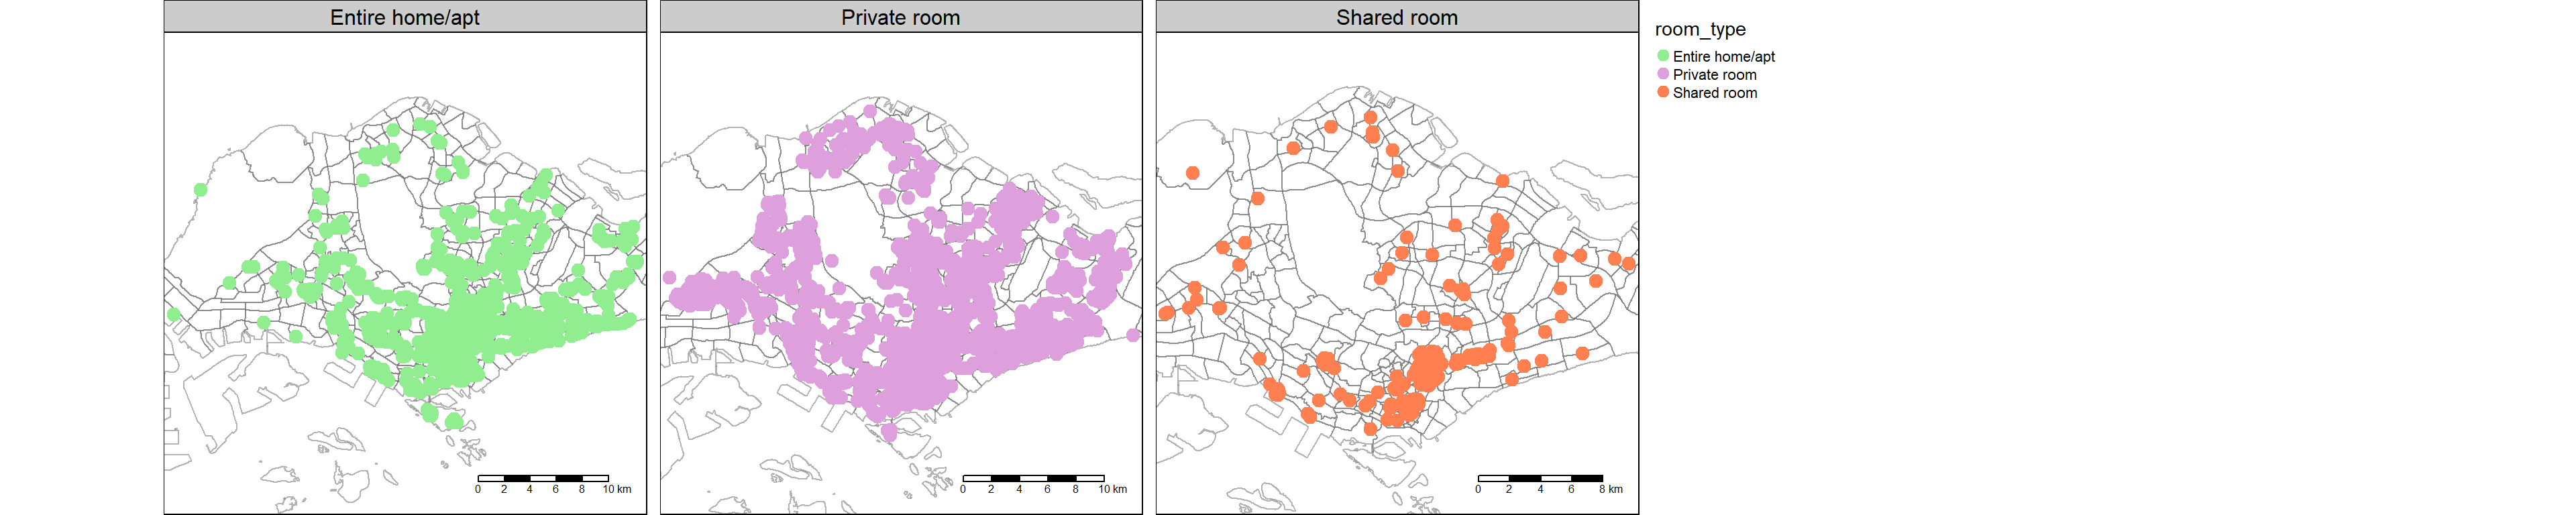 Entire home/apt
Private room
Shared room
room_type
Entire home/apt
Private room
Shared room
0 2 4 6 8 10 km
0 2 4 6 8 10 km
0 2 4 6 8 km